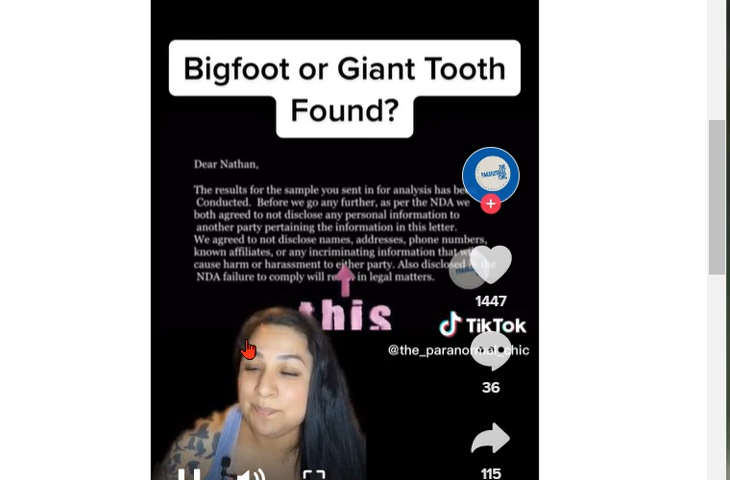 Bigfoot or Giant Tooth
Found?
Dear Nathan,
The results for the sample you sent in for analysis has
Conducted. Before we go any further, as per the NDA we
both agreed to not disclose any personal information to
another party pertaining the information in this letter.
We agreed to not disclose names, addresses, phone numbers,
known affiliates, or any incriminating information that
cause harm or harassment to either party. Also disclosed
NDA failure to comply will in legal matters.
this
1447
TikTok
@the_paranormal_chic
36
115